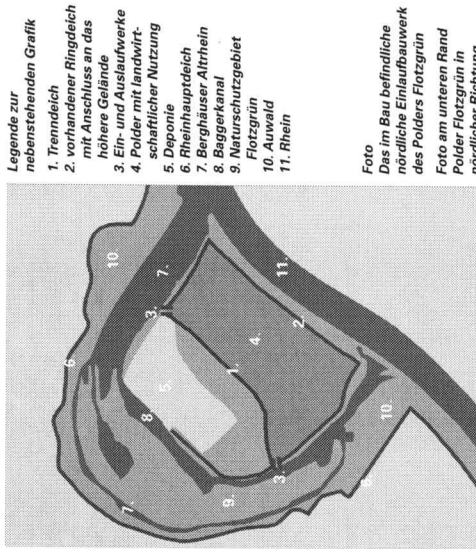 Legende zur
nebenstehenden Grafik
1. Trenndeich
2. vorhandener Ringdeich
mit Anschluss an das
höhere Gelände
3. Ein- und Auslaufwerke
4. Polder mit landwirt-
schaftlicher Nutzung
5. Deponie
6. Rheinhauptdeich
7. Berghäuser Altrhein
8. Baggerkanal
9. Naturschutzgebiet
Flotzgrün
10. Auwald
11. Rhein
Foto
Das im Bau befindliche
nördliche Einlaufbauwerk
des Polders Flotzgrün
Foto am unteren Rand
Polder Flotzgrün in
nördlicher Richtung
10.
6.
7.
3.
11.
5.
8.
1.
4.
2.
7.
9.
3.
10.
6.